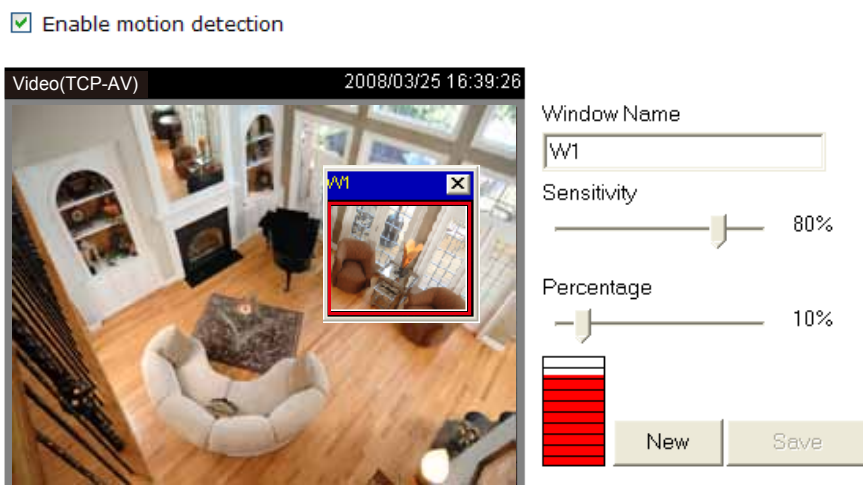 Enable motion detection
Video(TCP-AV) 2008/03/25 16:39:26
Window Name
W1
W1
Sensitivity
80%
Percentage
10%
New Save